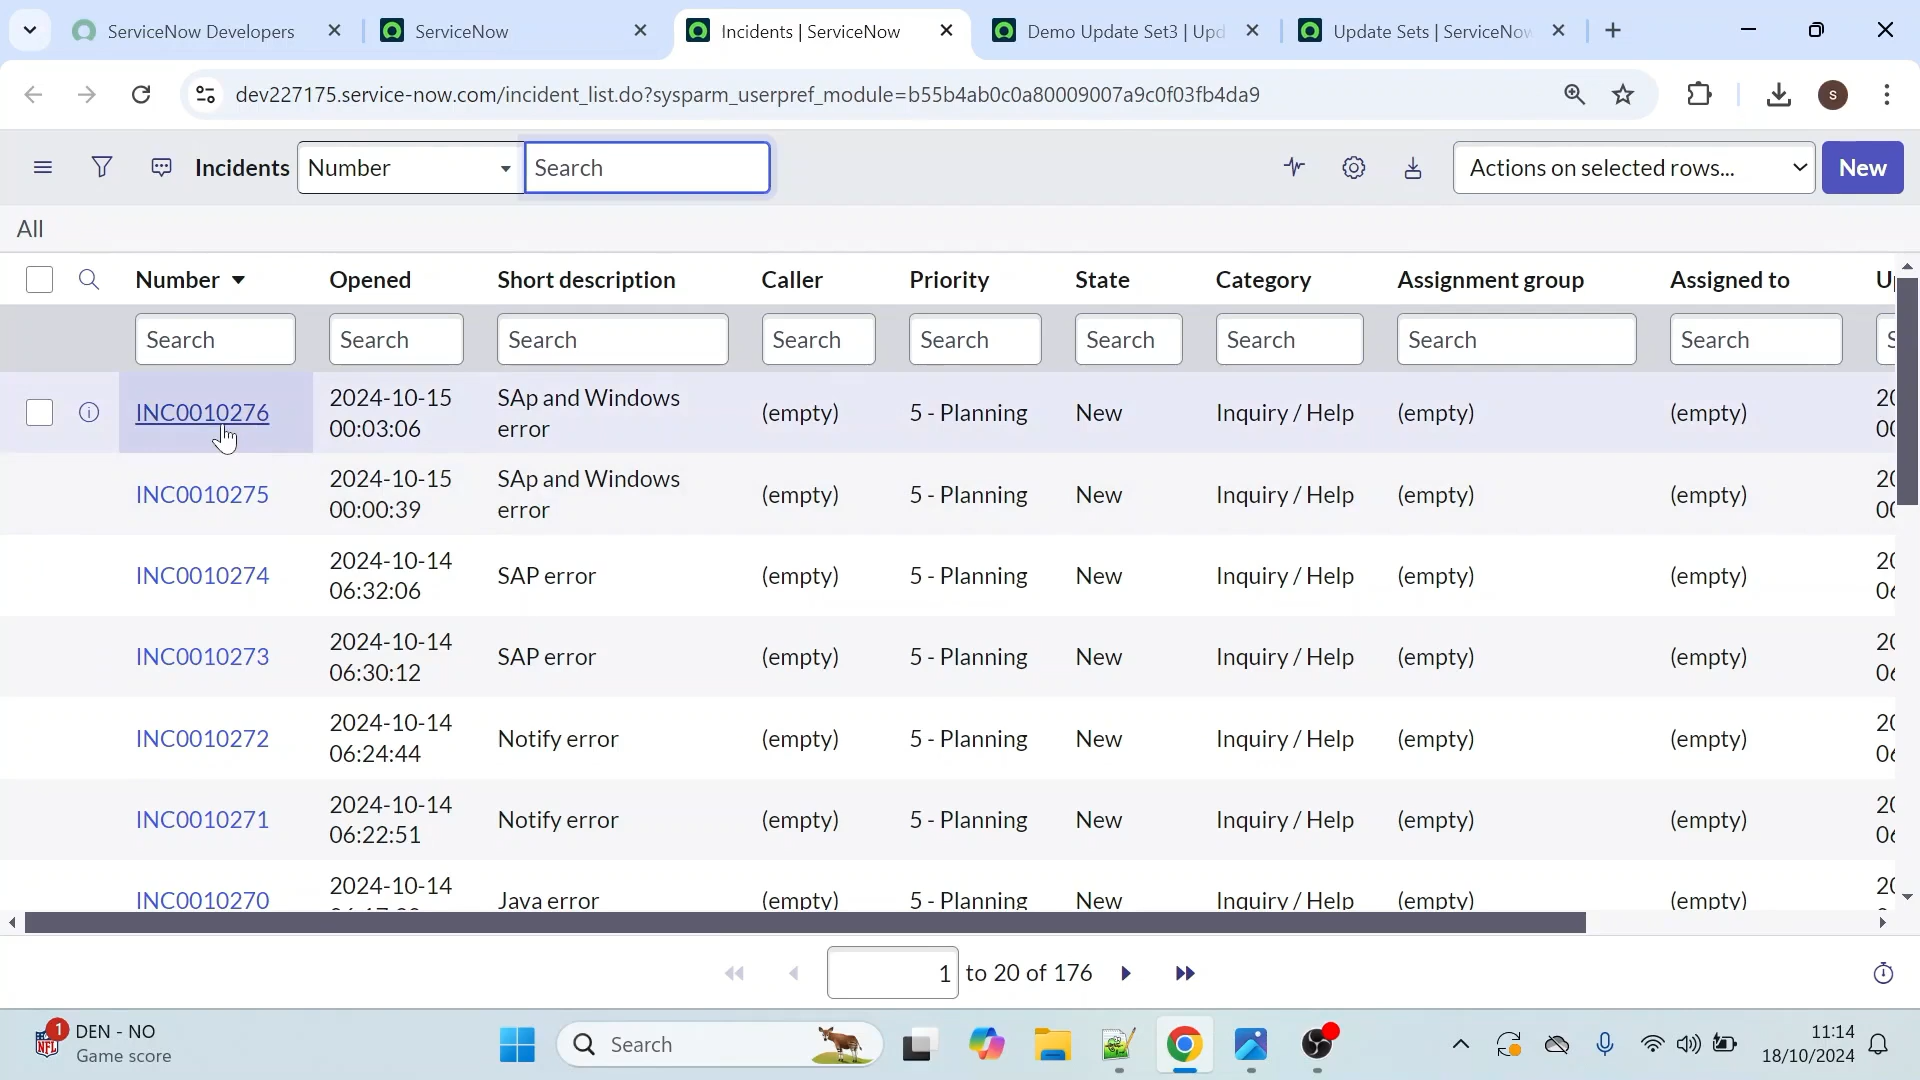 ServiceNow Developers
ServiceNow
Incidents | ServiceNow
Demo Update Set3 | Upd
Update Sets | ServiceNow
dev227175.service-now.com/incident_list.do?sysparm_userpref_module=b55b4ab0c0a80009007a9c0f03fb4da9
S
Incidents Number Search
Actions on selected rows...
New
All
Number Opened Short description Caller Priority State Category Assignment group Assigned to
Search Search Search Search Search Search Search Search Search
INC0010276 2024-10-15 00:03:06 SAp and Windows error (empty) 5 - Planning New Inquiry / Help (empty) (empty)
INC0010275 2024-10-15 00:00:39 SAp and Windows error (empty) 5 - Planning New Inquiry / Help (empty) (empty)
INC0010274 2024-10-14 06:32:06 SAP error (empty) 5 - Planning New Inquiry / Help (empty) (empty)
INC0010273 2024-10-14 06:30:12 SAP error (empty) 5 - Planning New Inquiry / Help (empty) (empty)
INC0010272 2024-10-14 06:24:44 Notify error (empty) 5 - Planning New Inquiry / Help (empty) (empty)
INC0010271 2024-10-14 06:22:51 Notify error (empty) 5 - Planning New Inquiry / Help (empty) (empty)
INC0010270 2024-10-14 Java error (empty) 5 - Planning New Inquiry / Help (empty) (empty)
1 to 20 of 176
1
NFL
DEN - NO
Game score
Search
11:14
18/10/2024